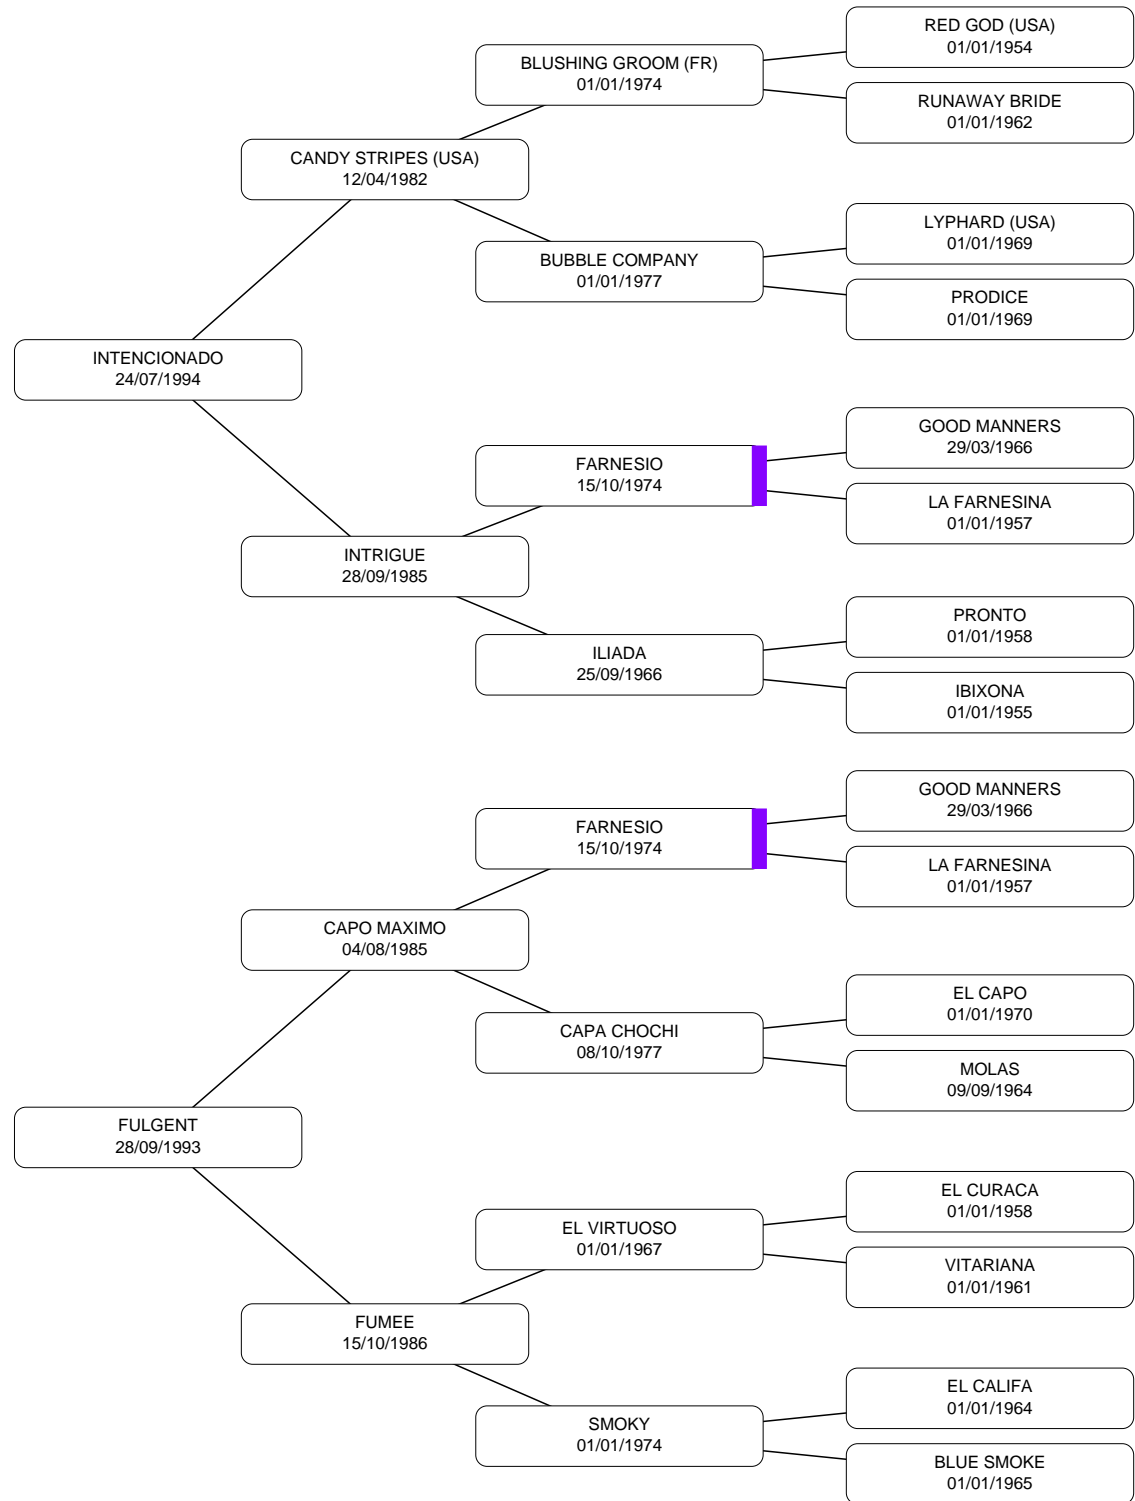 RED GOD (USA)
01/01/1954
BLUSHING GROOM (FR)
01/01/1974
RUNAWAY BRIDE
01/01/1962
CANDY STRIPES (USA)
12/04/1982
LYPHARD (USA)
01/01/1969
BUBBLE COMPANY
01/01/1977
PRODICE
01/01/1969
INTENCIONADO
24/07/1994
GOOD MANNERS
29/03/1966
FARNESIO
15/10/1974
LA FARNESINA
01/01/1957
INTRIGUE
28/09/1985
PRONTO
01/01/1958
ILIADA
25/09/1966
IBIXONA
01/01/1955
GOOD MANNERS
29/03/1966
FARNESIO
15/10/1974
LA FARNESINA
01/01/1957
CAPO MAXIMO
04/08/1985
EL CAPO
01/01/1970
CAPA CHOCHI
08/10/1977
MOLAS
09/09/1964
FULGENT
28/09/1993
EL CURACA
01/01/1958
EL VIRTUOSO
01/01/1967
VITARIANA
01/01/1961
FUMEE
15/10/1986
EL CALIFA
01/01/1964
SMOKY
01/01/1974
BLUE SMOKE
01/01/1965